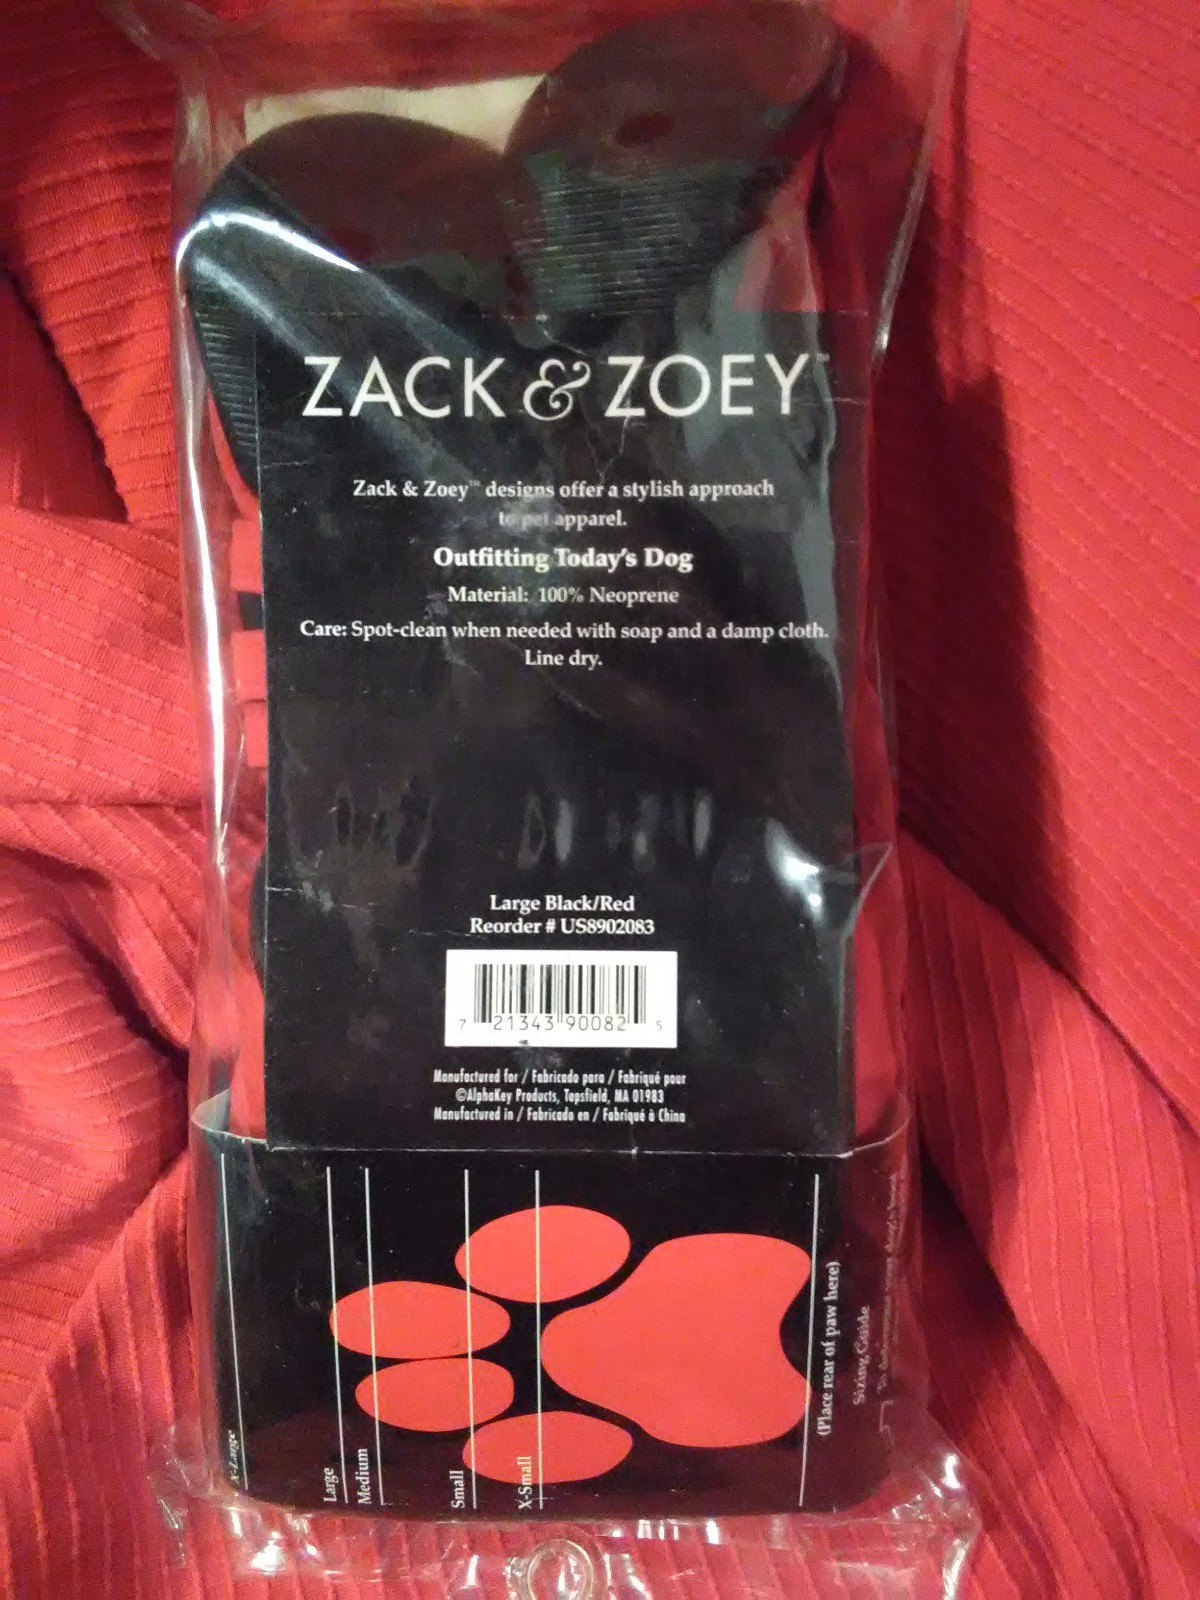 ZACK & ZOEY™
Zack & Zoey™ designs offer a stylish approach
to pet apparel.
Outfitting Today's Dog
Material: 100% Neoprene
Care: Spot-clean when needed with soap and a damp cloth.
Line dry.
Large Black/Red
Reorder # US8902083
7 21343 90082 5
Manufactured for / Fabricado para / Fabriqué pour
©AlphaKey Products, Topsfield, MA 01983
Manufactured in / Fabricado en / Fabriqué à China
X-Large
Large
Medium
Small
X-Small
(Place rear of paw here)
Sizing Guide